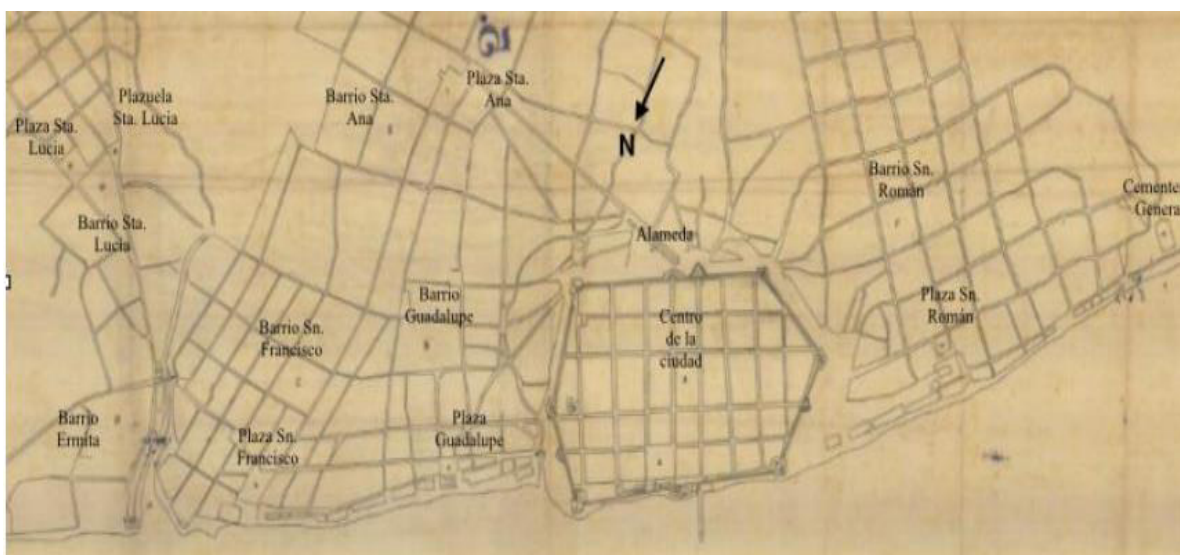 Plazuela
Sta. Lucia
Plaza Sta.
Lucia
Barrio Sta.
Lucia
Barrio Sta.
Ana
Plaza Sta.
Ana
N
Alameda
Barrio Sn.
Román
Cemente
Genera
Plaza Sn.
Román
Barrio
Guadalupe
Barrio Sn.
Francisco
Centro
de la
ciudad
Barrio
Ermita
Plaza Sn.
Francisco
Plaza
Guadalupe